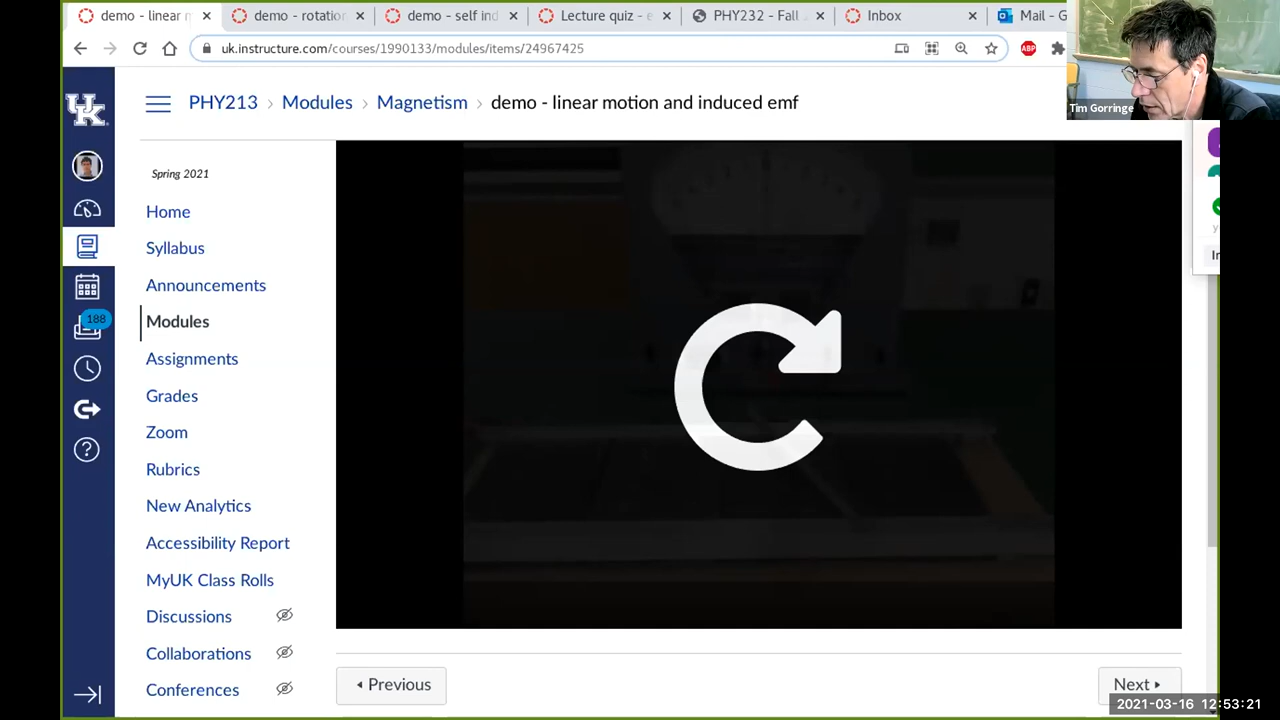 demo - linear m
demo - rotation
demo - self ind
Lecture quiz - e
PHY232 - Fall
Inbox
Mail - G
uk.instructure.com/courses/1990133/modules/items/24967425
ABP
Tim Gorringe
UK
PHY213 › Modules › Magnetism › demo - linear motion and induced emf
Spring 2021
Home
Syllabus
Announcements
Modules
188
Assignments
Grades
Zoom
Rubrics
New Analytics
Accessibility Report
MyUK Class Rolls
Discussions
Collaborations
Conferences
Previous
Next
2021-03-16 12:53:21